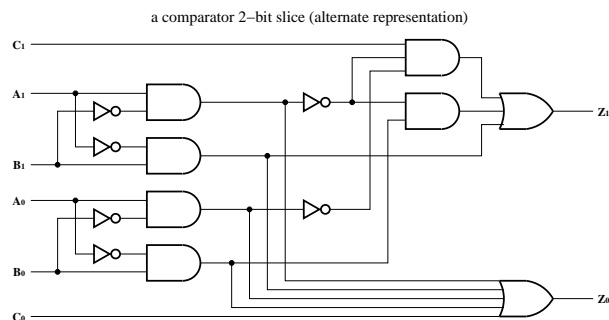 a comparator 2−bit slice (alternate representation)
C1
A1
Z1
B1
A0
B0
Z0
C0